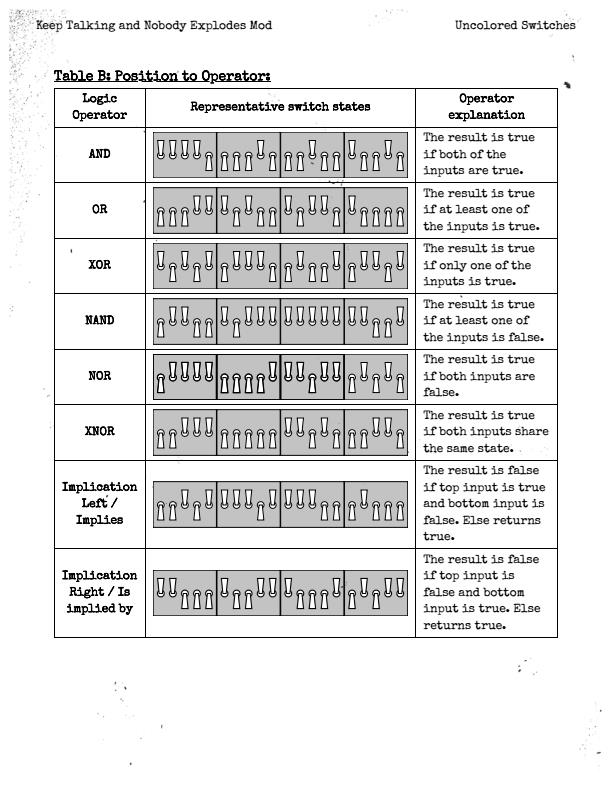 Keep Talking and Nobody Explodes Mod
Uncolored Switches
Table B: Position to Operator:
Logic
Operator
Representative switch states
Operator
explanation
AND
The result is true
if both of the
inputs are true.
OR
The result is true
if at least one of
the inputs is true.
XOR
The result is true
if only one of the
inputs is true.
NAND
The result is true
if at least one of
the inputs is false.
NOR
The result is true
if both inputs are
false.
XNOR
The result is true
if both inputs share
the same state.
Implication
Left /
Implies
The result is false
if top input is true
and bottom input is
false. Else returns
true.
Implication
Right / Is
implied by
The result is false
if top input is
false and bottom
input is true. Else
returns true.